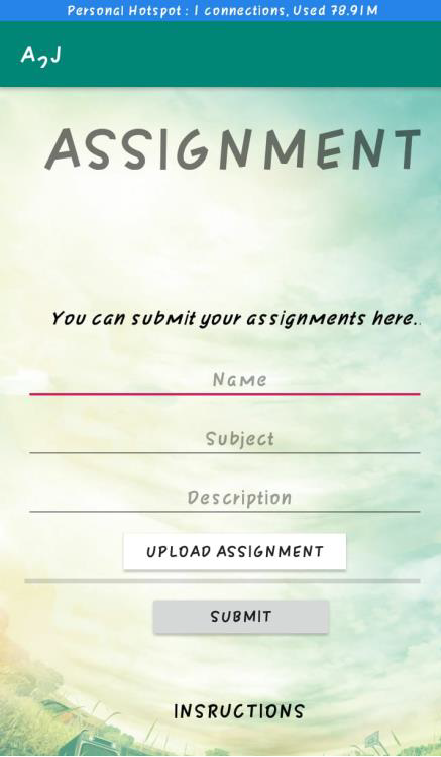 Personal Hotspot : 1 connections, Used 78.91M
A2J
ASSIGNMENT
You can submit your assignments here..
Name
Subject
Description
UPLOAD ASSIGNMENT
SUBMIT
INSRUCTIONS